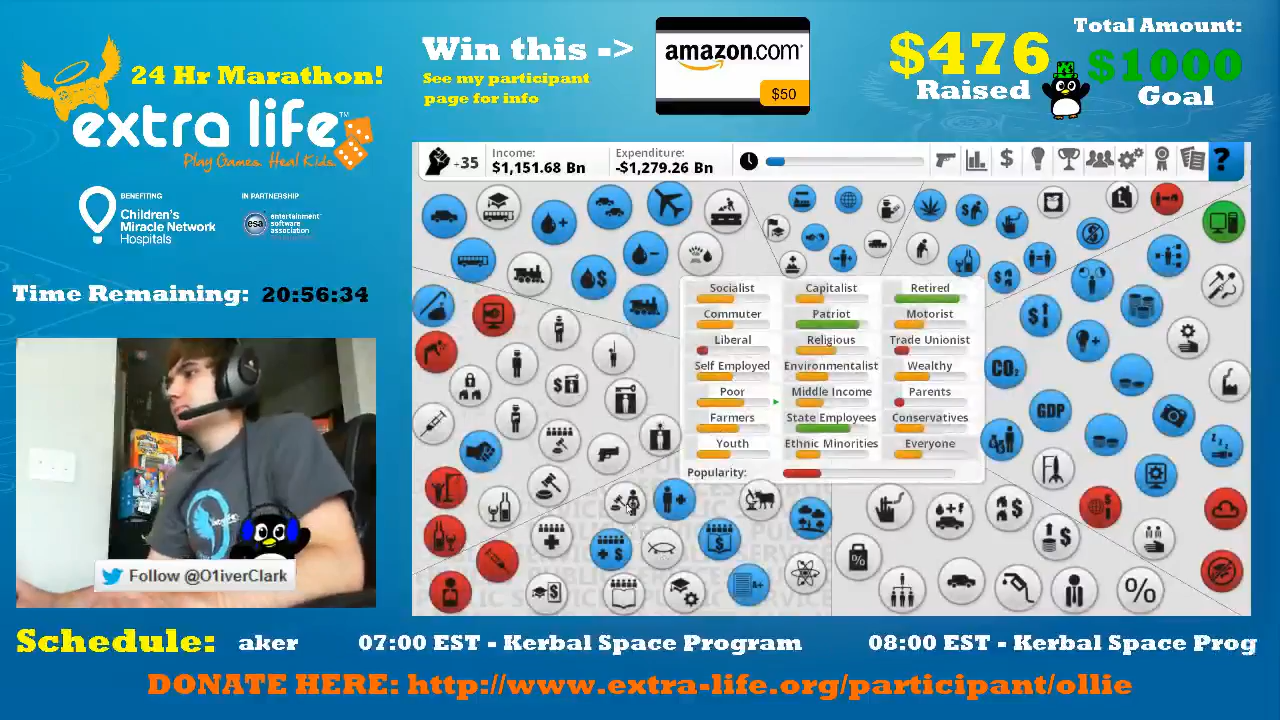 24 Hr Marathon!
extra life™
Play Games. Heal Kids.
BENEFITING
Children's
Miracle Network
Hospitals
IN PARTNERSHIP
esa
entertainment
software
association
Win this ->
See my participant
page for info
amazon.com
$50
$476
Raised
Total Amount:
$1000
Goal
Time Remaining: 20:56:34
+35
Income:
$1,151.68 Bn
Expenditure:
-$1,279.26 Bn
$
?
Socialist Capitalist Retired
Commuter Patriot Motorist
Liberal Religious Trade Unionist
Self Employed Environmentalist Wealthy
Poor Middle Income Parents
Farmers State Employees Conservatives
Youth Ethnic Minorities Everyone
Popularity:
CO2
GDP
A+
%
Follow @O1iverClark
Schedule: aker 07:00 EST - Kerbal Space Program 08:00 EST - Kerbal Space Prog
DONATE HERE: http://www.extra-life.org/participant/ollie